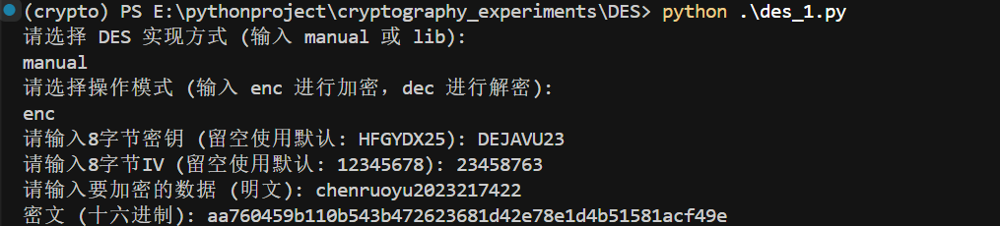 (crypto) PS E:\pythonproject\cryptography_experiments\DES> python .\des_1.py
请选择 DES 实现方式 (输入 manual 或 lib):
manual
请选择操作模式 (输入 enc 进行加密，dec 进行解密):
enc
请输入8字节密钥 (留空使用默认: HFGYDX25): DEJAVU23
请输入8字节IV (留空使用默认: 12345678): 23458763
请输入要加密的数据 (明文): chenruoyu2023217422
密文 (十六进制): aa760459b110b543b472623681d42e78e1d4b51581acf49e